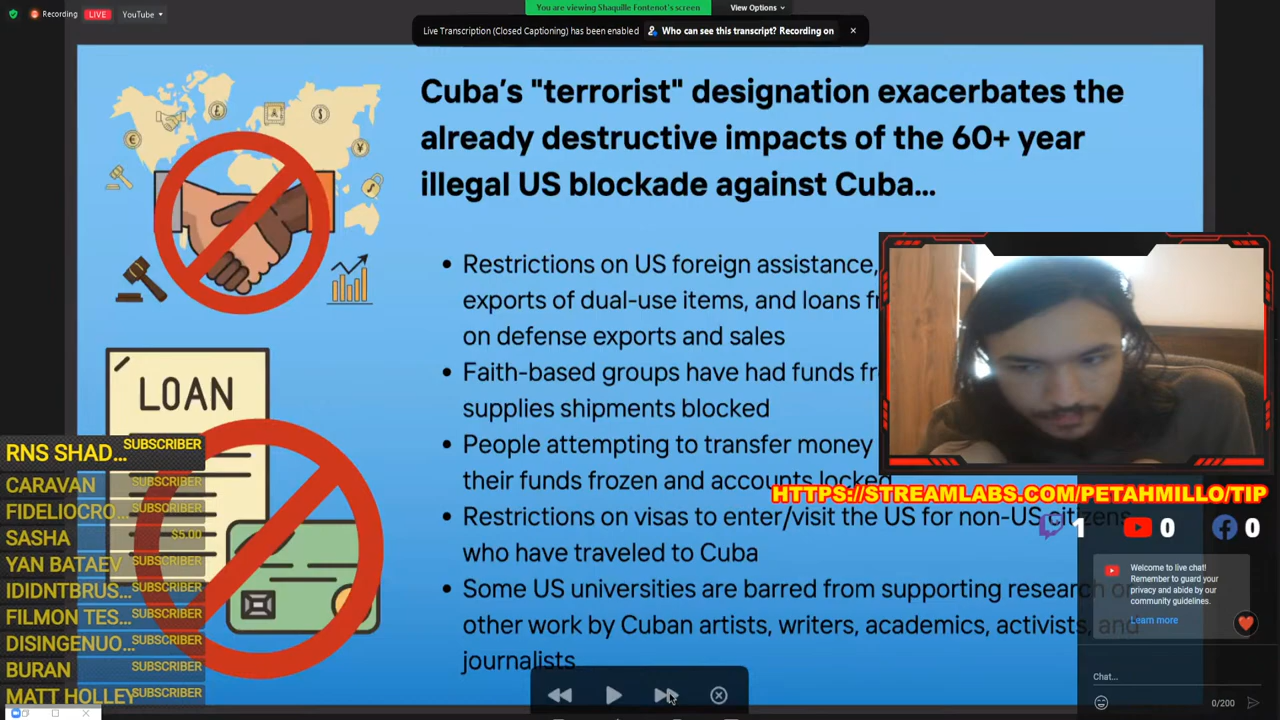 Recording
LIVE
YouTube
You are viewing Shaquille Fontenot's screen
View Options
Live Transcription (Closed Captioning) has been enabled
Who can see this transcript? Recording on
Cuba's "terrorist" designation exacerbates the
already destructive impacts of the 60+ year
illegal US blockade against Cuba...
• Restrictions on US foreign assistance,
exports of dual-use items, and loans
on defense exports and sales
• Faith-based groups have had funds
supplies shipments blocked
• People attempting to transfer money
their funds frozen and accounts locked
• Restrictions on visas to enter/visit the US for non-US citizens
who have traveled to Cuba
• Some US universities are barred from supporting research or
other work by Cuban artists, writers, academics, activists, and
journalists
LOAN
RNS SHAD... SUBSCRIBER
CARAVAN SUBSCRIBER
FIDELIOCRO... SUBSCRIBER
SASHA $5.00
YAN BATAEV SUBSCRIBER
IDIDNTBRUS... SUBSCRIBER
FILMON TES... SUBSCRIBER
DISINGENUO... SUBSCRIBER
BURAN SUBSCRIBER
MATT HOLLEY SUBSCRIBER
HTTPS://STREAMLABS.COM/PETAHMILLO/TIP
1 0 0
Welcome to live chat!
Remember to guard your
privacy and abide by our
community guidelines.
Learn more
Chat...
0/200